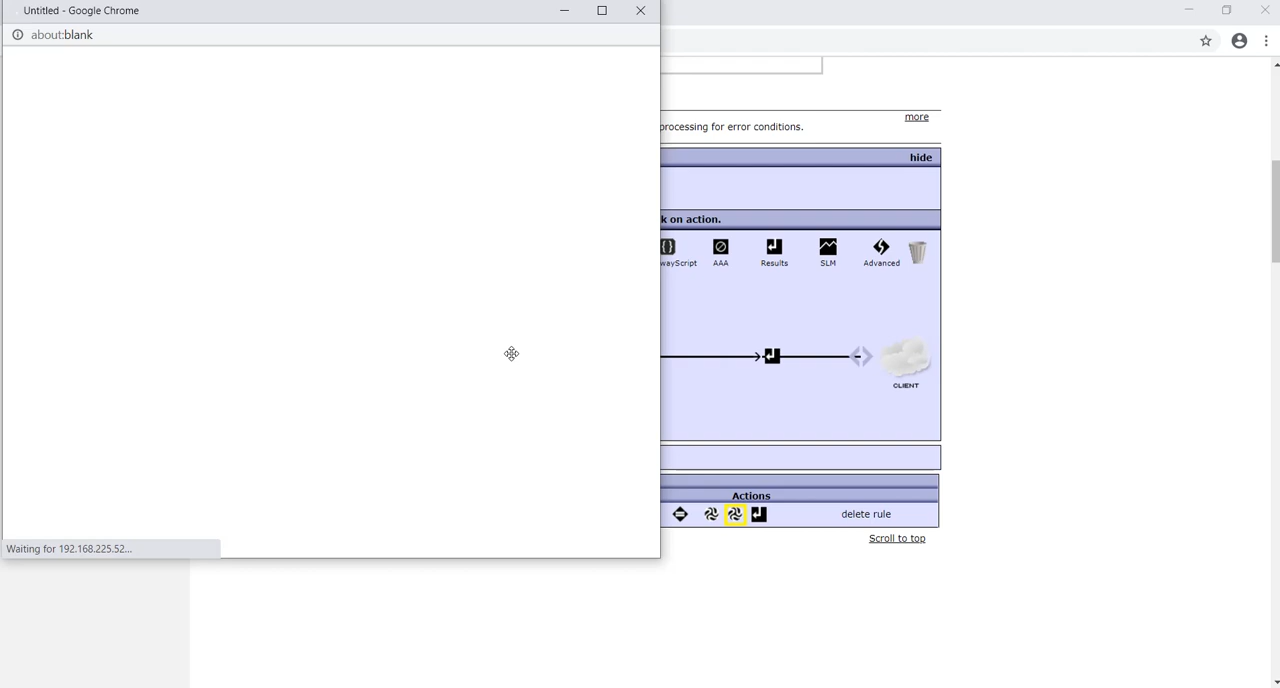 Untitled - Google Chrome
about:blank
more
processing for error conditions.
hide
k on action.
wayScript
AAA
Results
SLM
Advanced
CLIENT
Actions
delete rule
Scroll to top
Waiting for 192.168.225.52...